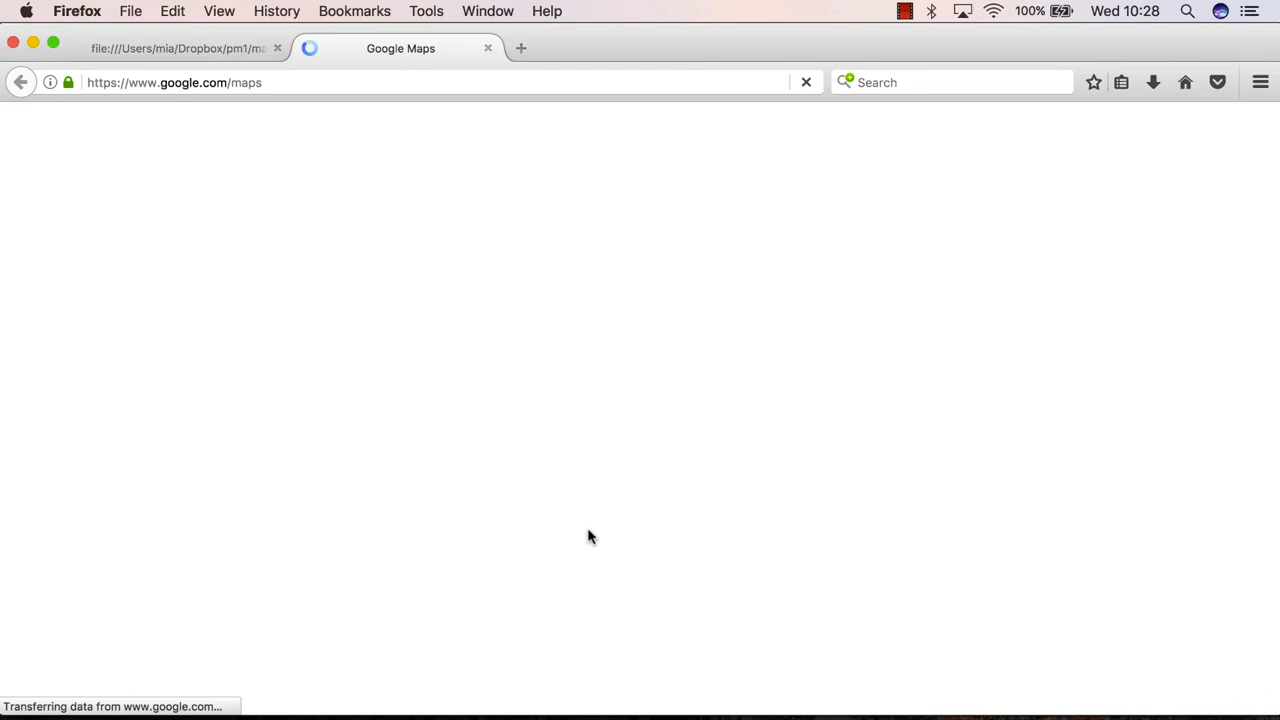 Firefox File Edit View History Bookmarks Tools Window Help 100% Wed 10:28
file:///Users/mia/Dropbox/pm1/ma Google Maps
https://www.google.com/maps Search
Transferring data from www.google.com...